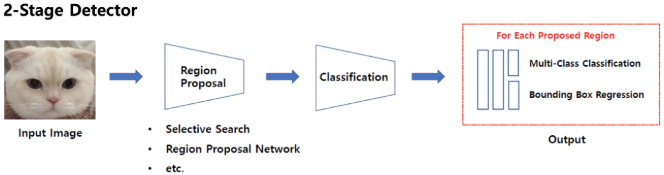 2-Stage Detector
Input Image
Region
Proposal
• Selective Search
• Region Proposal Network
• etc.
Classification
For Each Proposed Region
Multi-Class Classification
Bounding Box Regression
Output